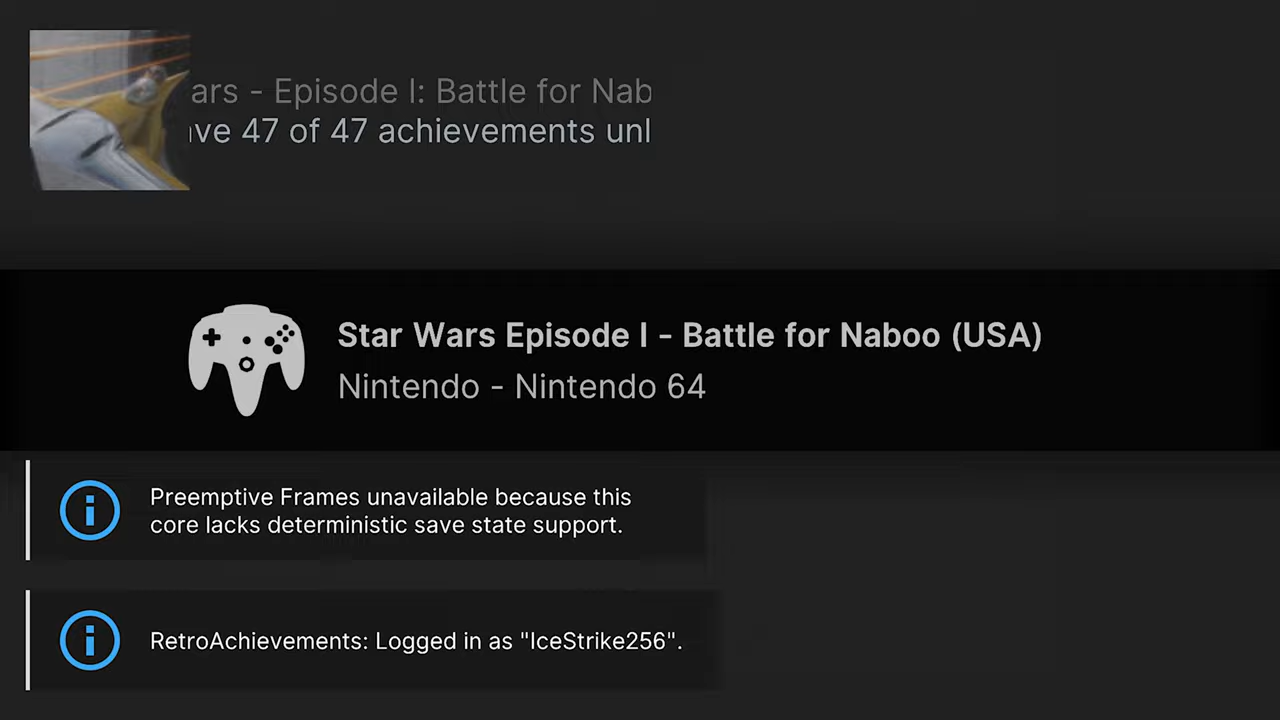 ars - Episode I: Battle for Nab
ve 47 of 47 achievements unl
Star Wars Episode I - Battle for Naboo (USA)
Nintendo - Nintendo 64
Preemptive Frames unavailable because this
core lacks deterministic save state support.
RetroAchievements: Logged in as "IceStrike256".